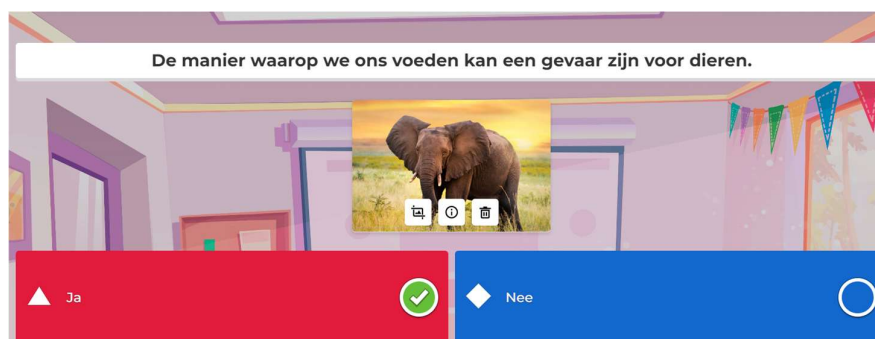 De manier waarop we ons voeden kan een gevaar zijn voor dieren.
Ja
Nee